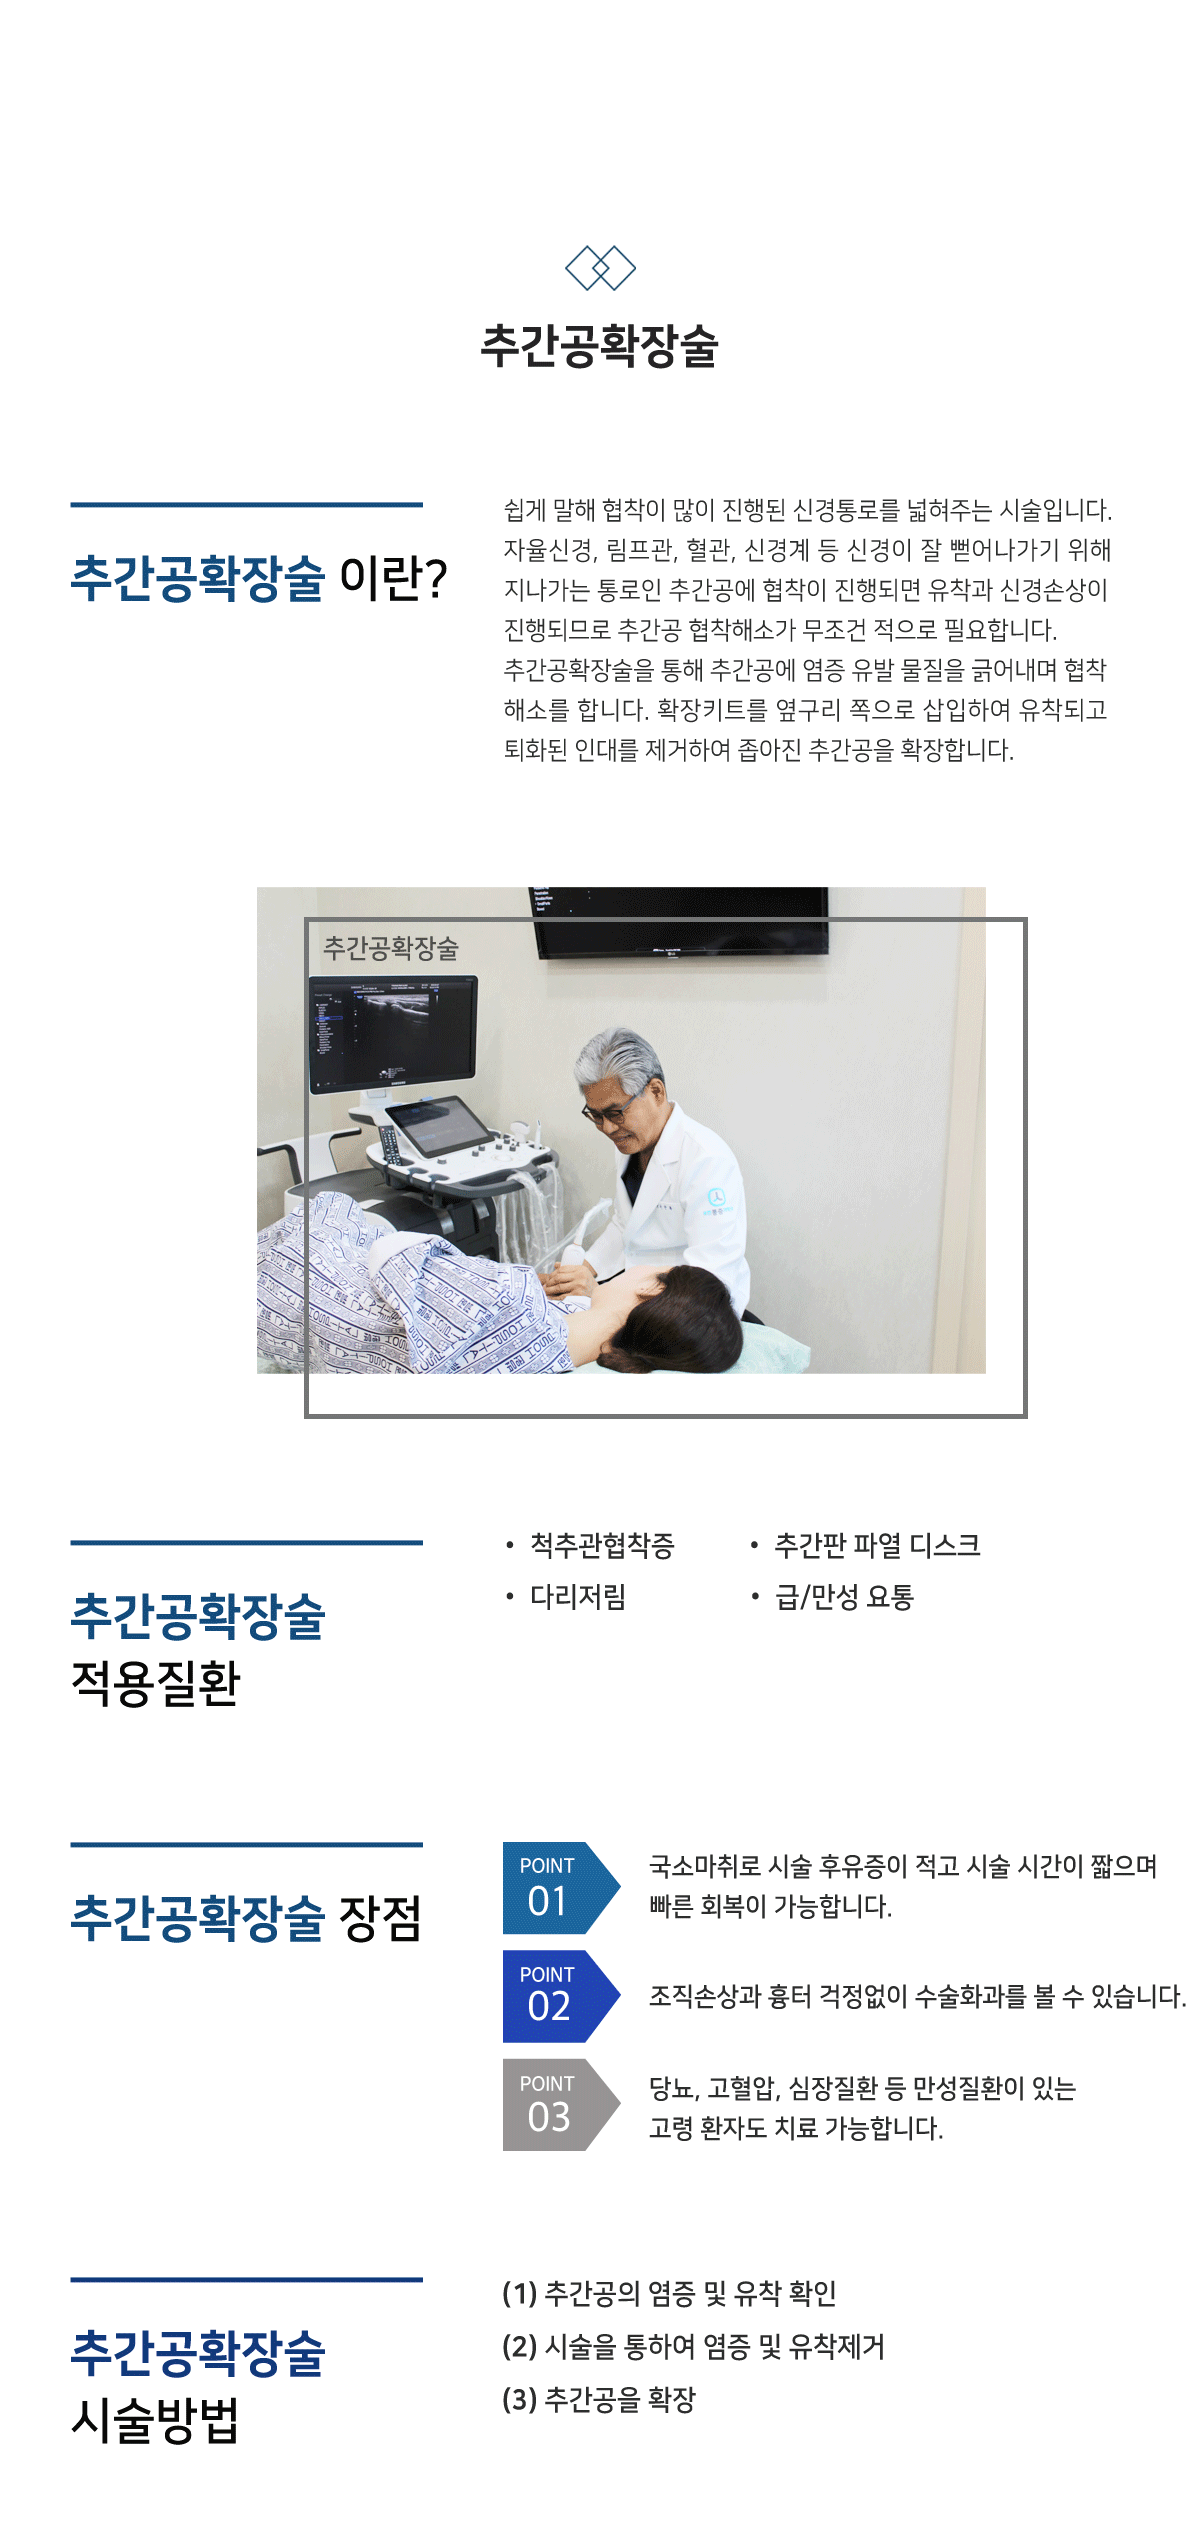 추간공확장술
추간공확장술 이란?
쉽게 말해 협착이 많이 진행된 신경통로를 넓혀주는 시술입니다.
자율신경, 림프관, 혈관, 신경계 등 신경이 잘 뻗어나가기 위해
지나가는 통로인 추간공에 협착이 진행되면 유착과 신경손상이
진행되므로 추간공 협착해소가 무조건 적으로 필요합니다.
추간공확장술을 통해 추간공에 염증 유발 물질을 긁어내며 협착
해소를 합니다. 확장키트를 옆구리 쪽으로 삽입하여 유착되고
퇴화된 인대를 제거하여 좁아진 추간공을 확장합니다.
추간공확장술
추간공확장술
적용질환
• 척추관협착증
• 추간판 파열 디스크
• 다리저림
• 급/만성 요통
추간공확장술 장점
POINT
01
국소마취로 시술 후유증이 적고 시술 시간이 짧으며
빠른 회복이 가능합니다.
POINT
02
조직손상과 흉터 걱정없이 수술화과를 볼 수 있습니다.
POINT
03
당뇨, 고혈압, 심장질환 등 만성질환이 있는
고령 환자도 치료 가능합니다.
추간공확장술
시술방법
(1) 추간공의 염증 및 유착 확인
(2) 시술을 통하여 염증 및 유착제거
(3) 추간공을 확장